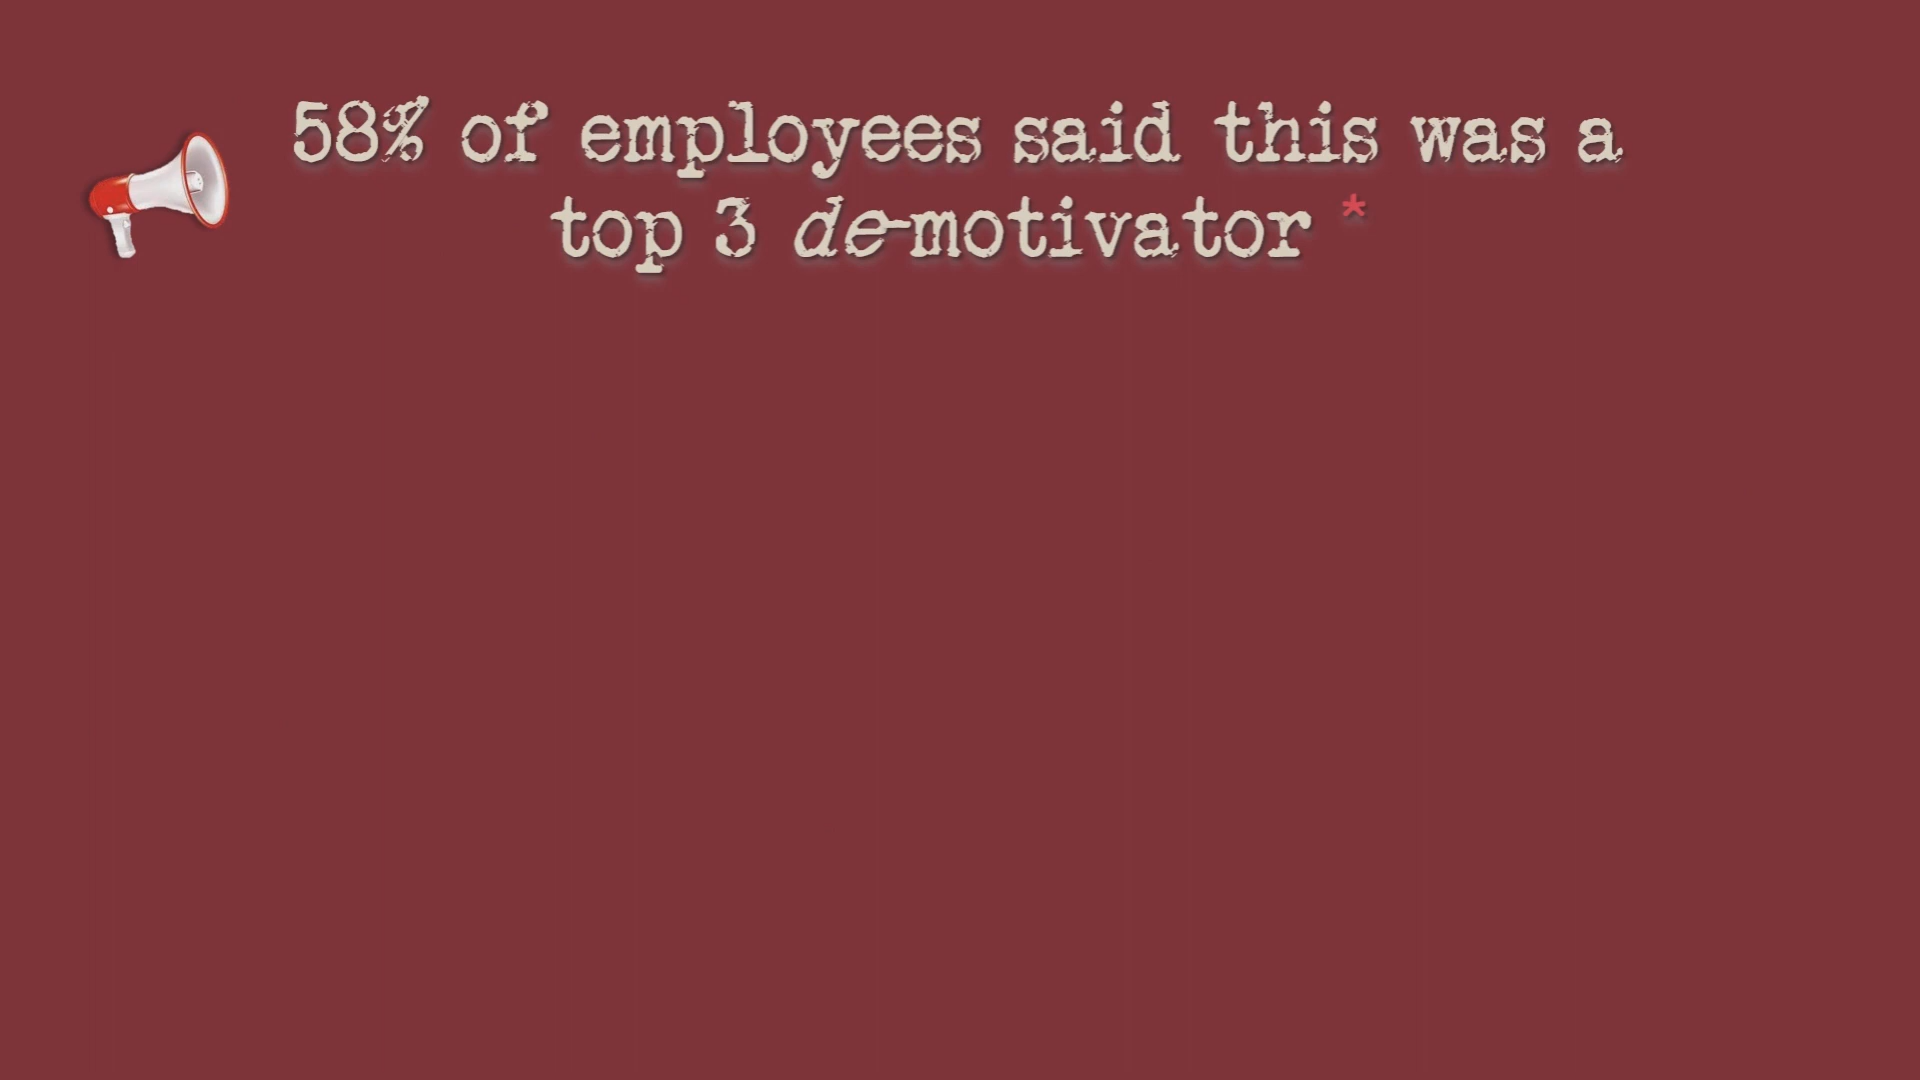 58% of employees said this was a
top 3 de-motivator *